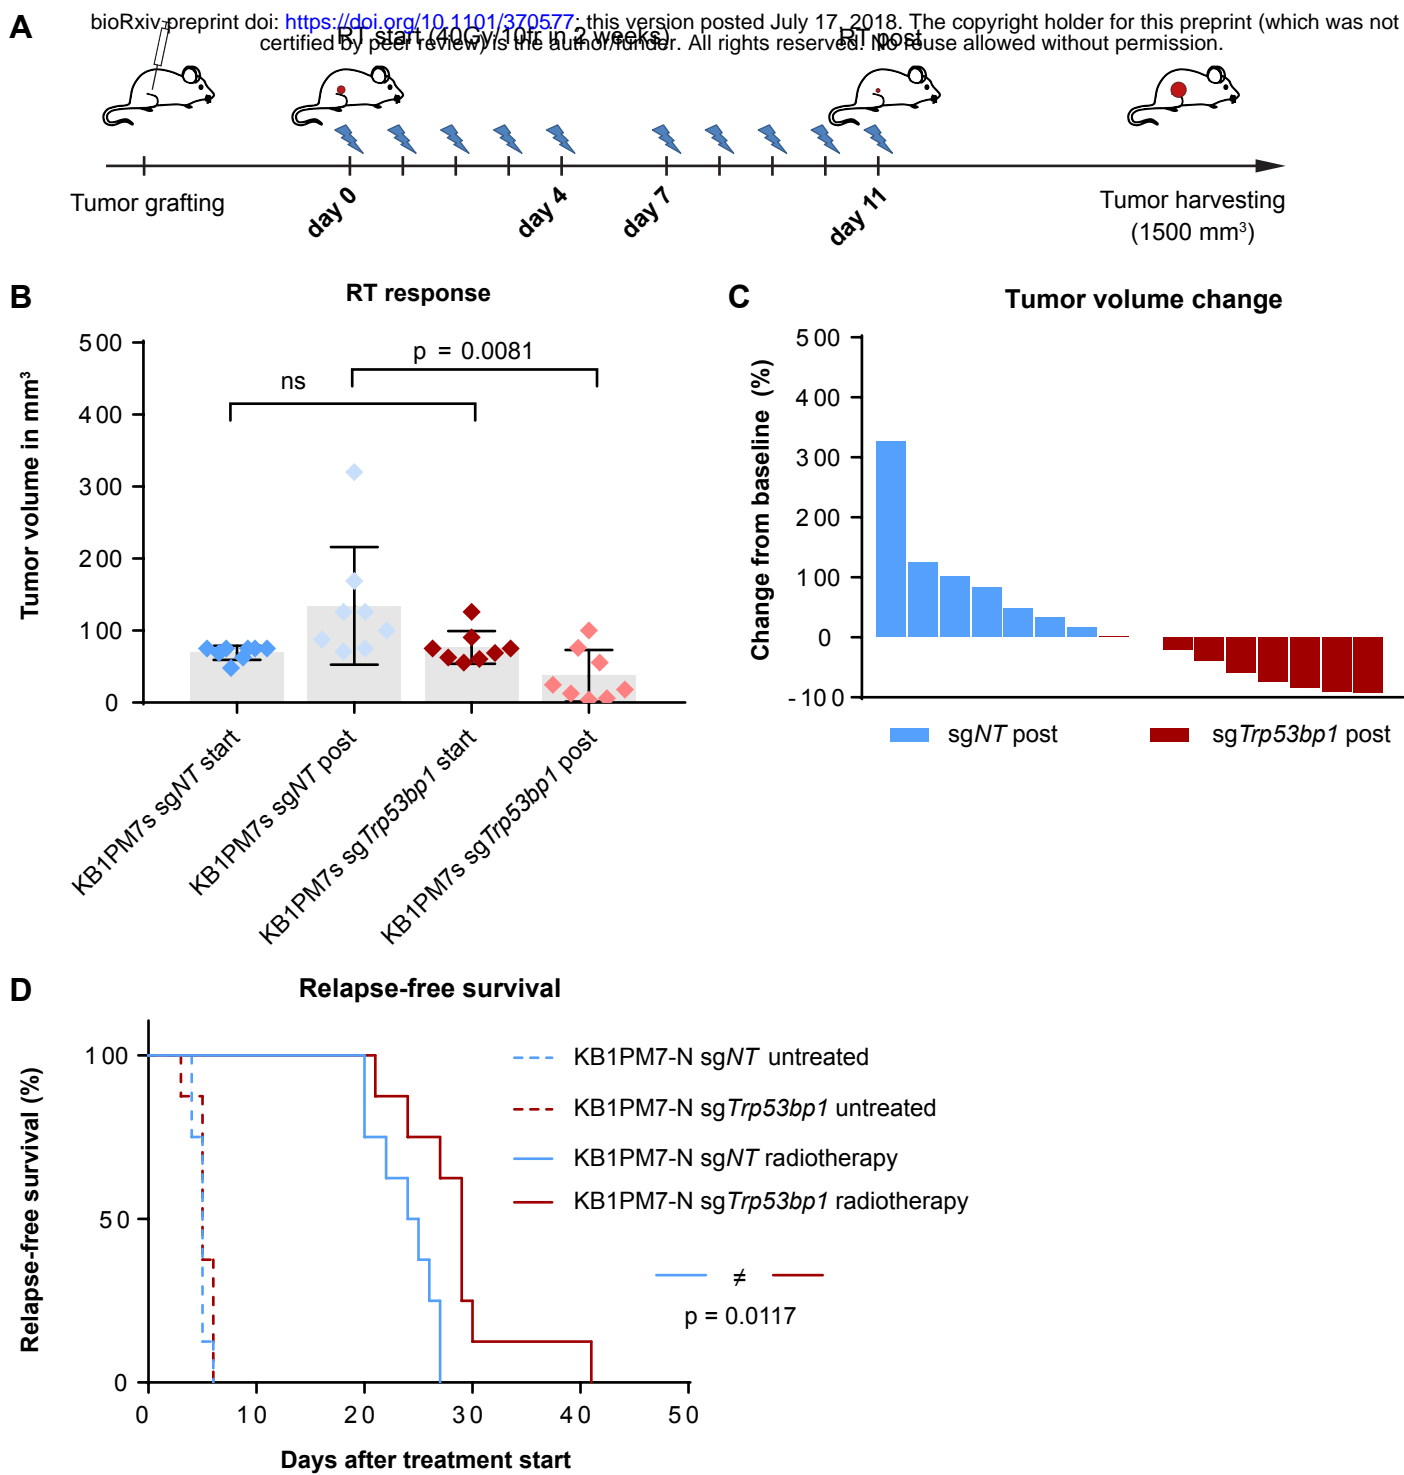 bioRxiv preprint doi: https://doi.org/10.1101/370577; this version posted July 17, 2018. The copyright holder for this preprint (which was not
certified by peer review) is the author/funder. All rights reserved. No reuse allowed without permission.
A
RT start (40Gy/10fr in 2 weeks)
RT post
Tumor grafting
day 0
day 4
day 7
day 11
Tumor harvesting
(1500 mm³)
B
RT response
Tumor volume in mm³
500
400
300
200
100
0
ns
p = 0.0081
KB1PM7s sgNT start
KB1PM7s sgNT post
KB1PM7s sgTrp53bp1 start
KB1PM7s sgTrp53bp1 post
C
Tumor volume change
Change from baseline (%)
500
400
300
200
100
0
-100
sgNT post
sgTrp53bp1 post
D
Relapse-free survival
Relapse-free survival (%)
100
50
0
0
10
20
30
40
50
Days after treatment start
KB1PM7-N sgNT untreated
KB1PM7-N sgTrp53bp1 untreated
KB1PM7-N sgNT radiotherapy
KB1PM7-N sgTrp53bp1 radiotherapy
≠
p = 0.0117